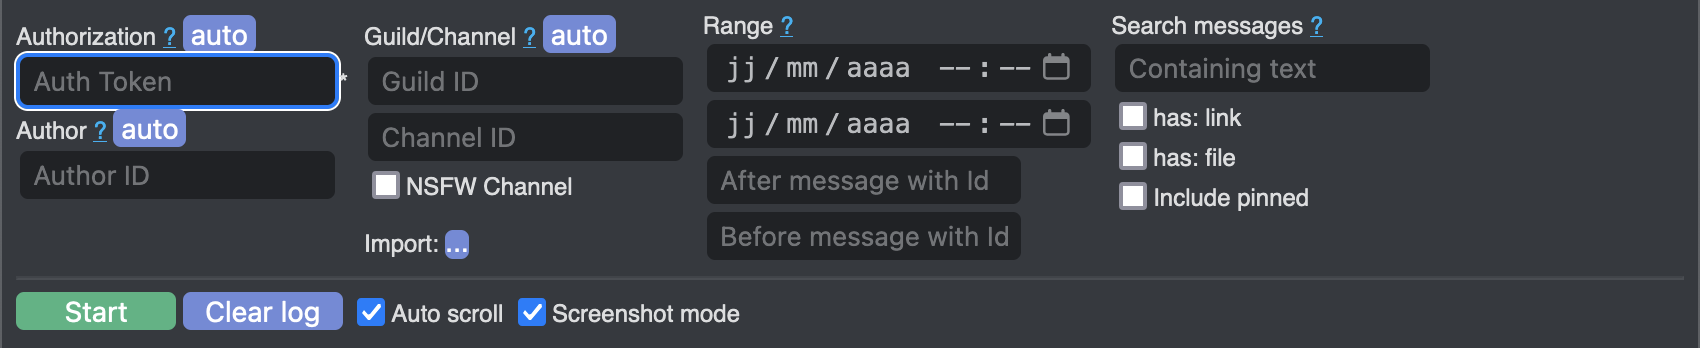 Authorization ? auto
Auth Token *
Author ? auto
Author ID
Guild/Channel ? auto
Guild ID
Channel ID
NSFW Channel
Import: ...
Range ?
jj/mm/aaaa --:--
jj/mm/aaaa --:--
After message with Id
Before message with Id
Search messages ?
Containing text
has: link
has: file
Include pinned
Start Clear log Auto scroll Screenshot mode